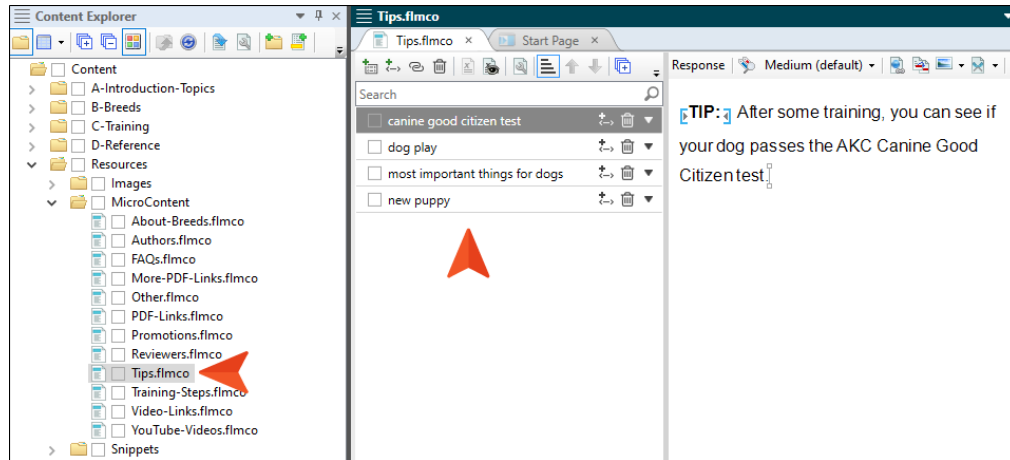 Content Explorer
Content
A-Introduction-Topics
B-Breeds
C-Training
D-Reference
Resources
Images
MicroContent
About-Breeds.flmco
Authors.flmco
FAQs.flmco
More-PDF-Links.flmco
Other.flmco
PDF-Links.flmco
Promotions.flmco
Reviewers.flmco
Tips.flmco
Training-Steps.flmco
Video-Links.flmco
YouTube-Videos.flmco
Snippets
Tips.flmco
Tips.flmco × Start Page ×
Search
canine good citizen test
dog play
most important things for dogs
new puppy
Response Medium (default)
TIP: After some training, you can see if
your dog passes the AKC Canine Good
Citizen test.